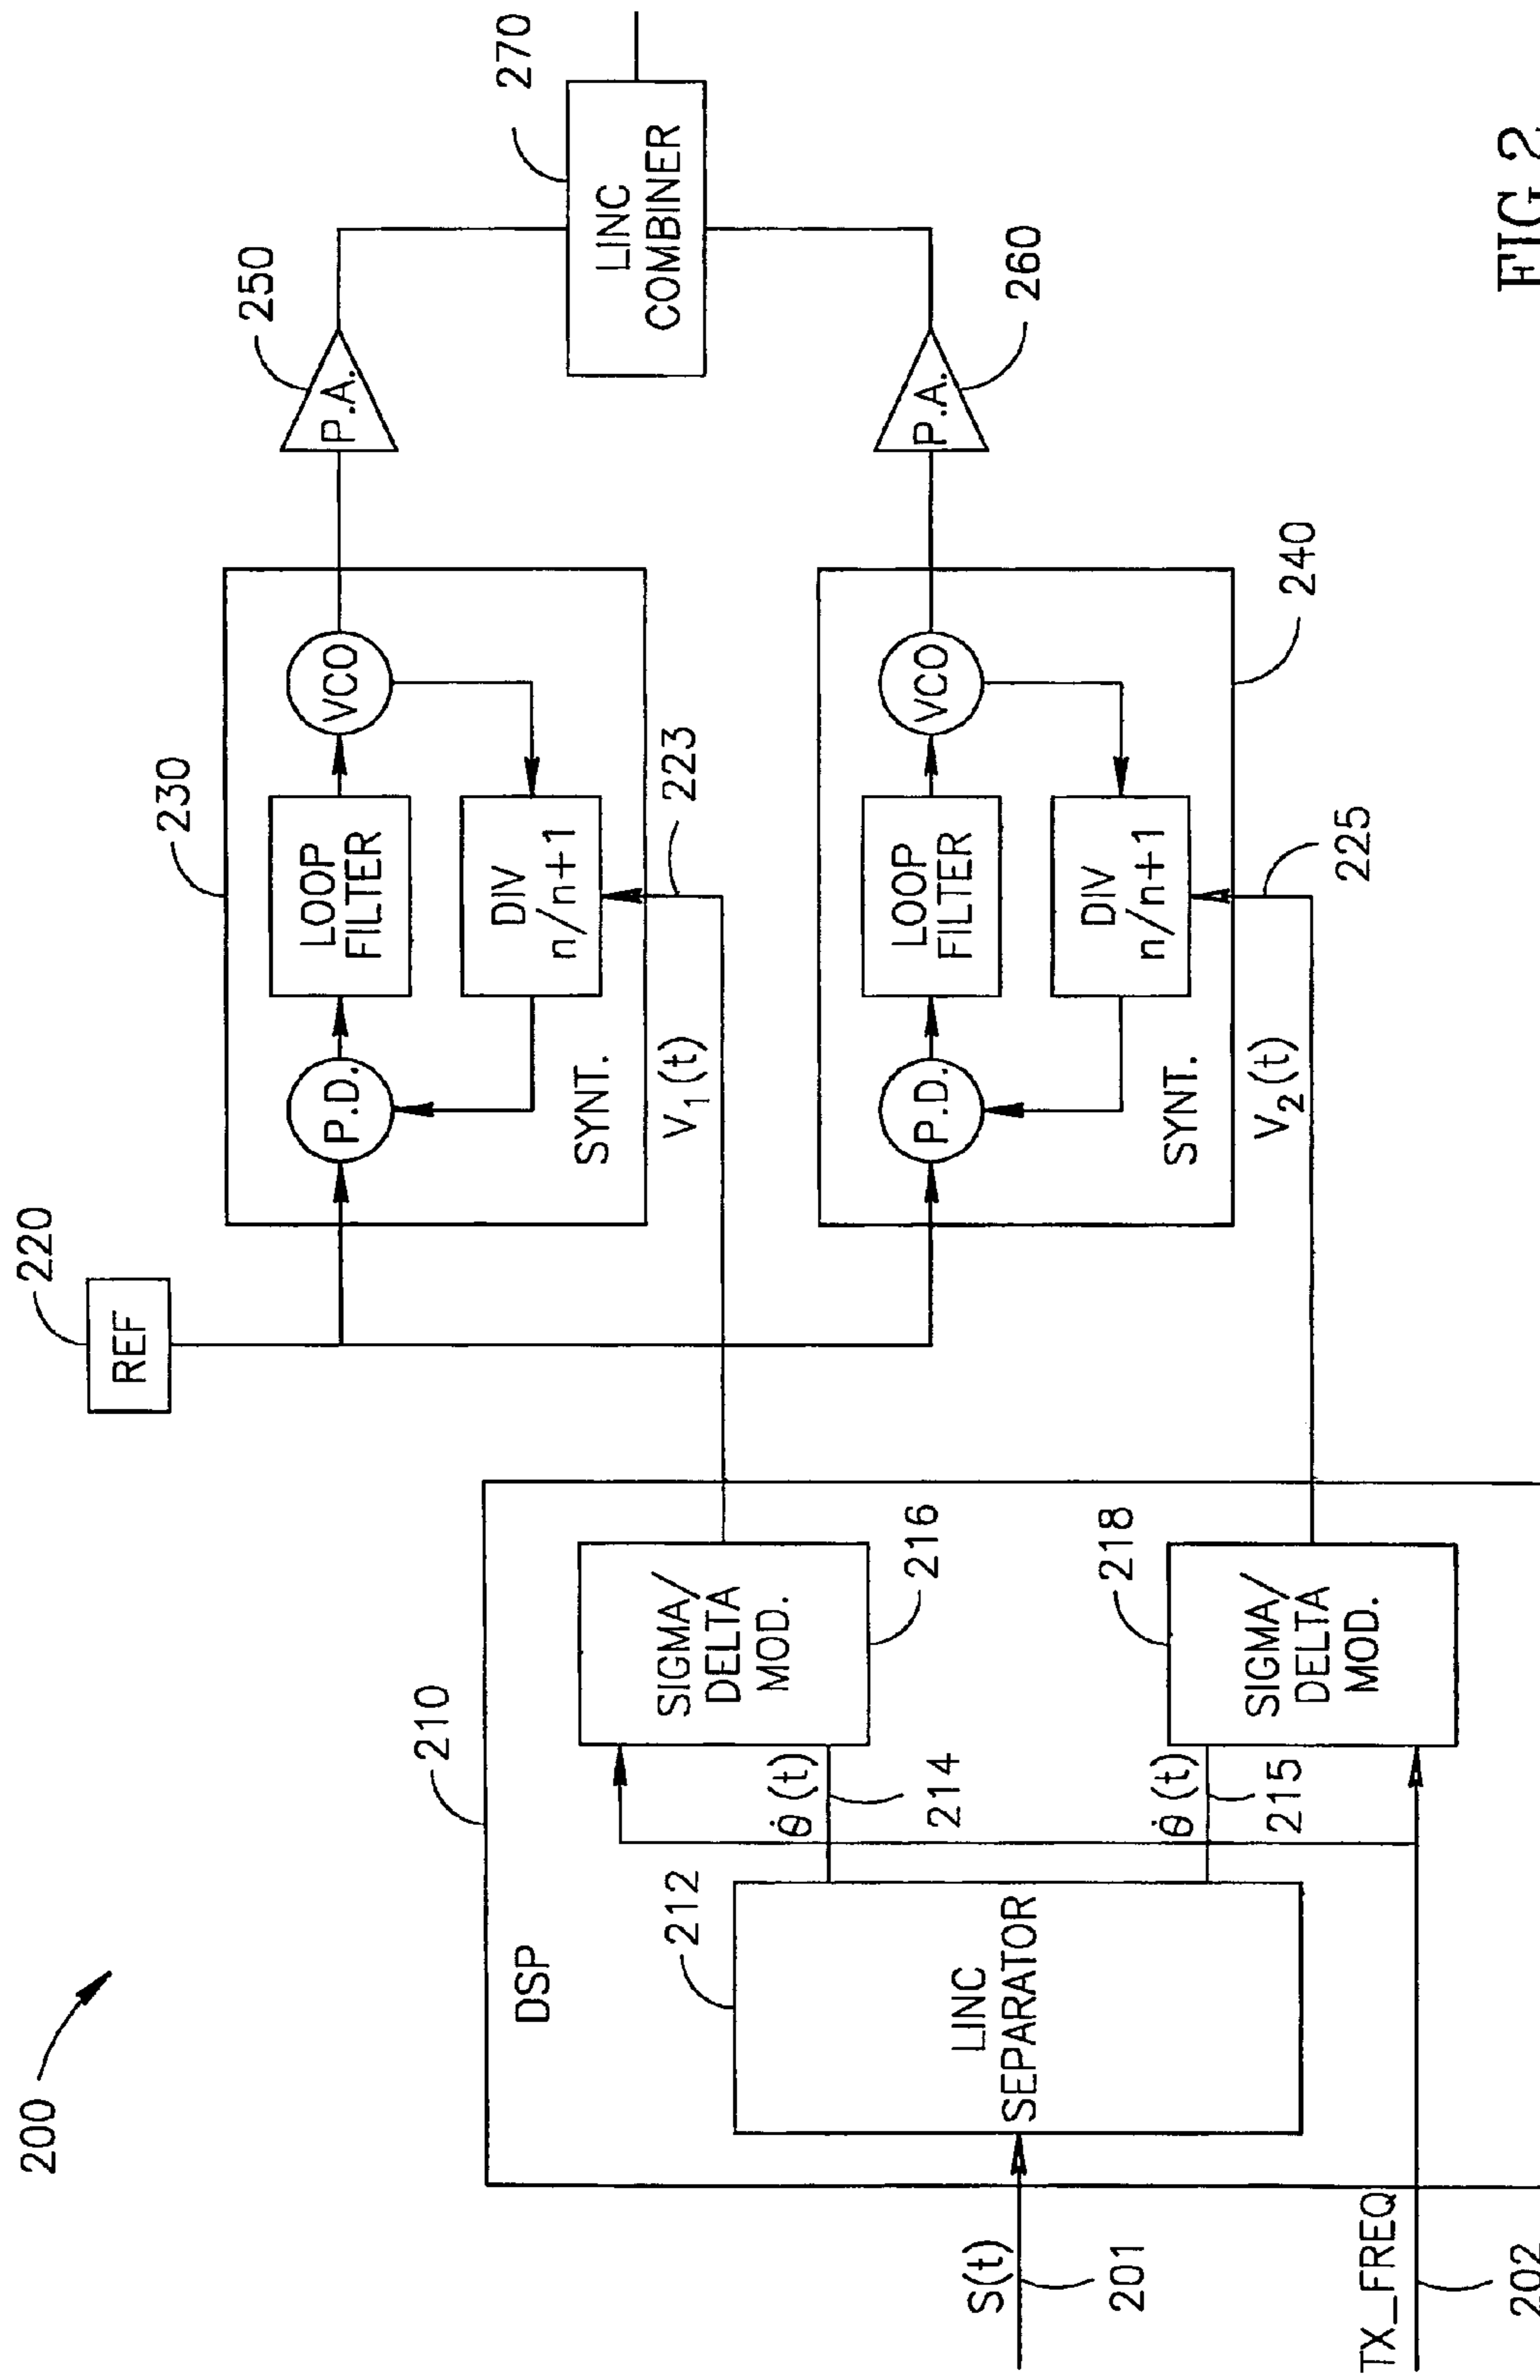 200
210
DSP
S(t)
201
TX_FREQ
202
212
LINC
SEPARATOR
θ̇ (t)
214
θ̇ (t)
215
SIGMA/
DELTA
MOD.
216
218
SIGMA/
DELTA
MOD.
220
REF
230
P.D.
LOOP
FILTER
VCO
DIV
n/n+1
SYNT.
V₁(t)
223
P.D.
LOOP
FILTER
VCO
DIV
n/n+1
SYNT.
240
V₂(t)
225
250
P.A.
P.A.
260
270
LINC
COMBINER
FIG.2